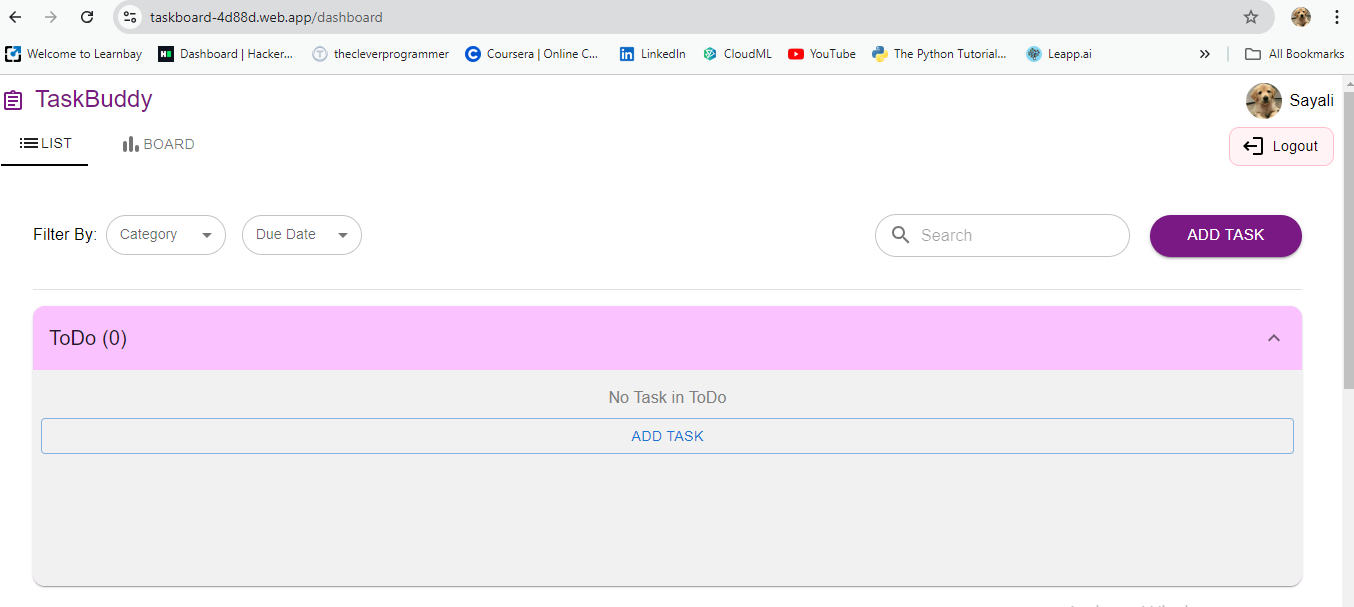 taskboard-4d88d.web.app/dashboard
Welcome to Learnbay Dashboard | Hacker... thecleverprogrammer Coursera | Online C... LinkedIn CloudML YouTube The Python Tutorial... Leapp.ai » All Bookmarks
TaskBuddy
Sayali
LIST BOARD
Logout
Filter By: Category Due Date Search ADD TASK
ToDo (0)
No Task in ToDo
ADD TASK